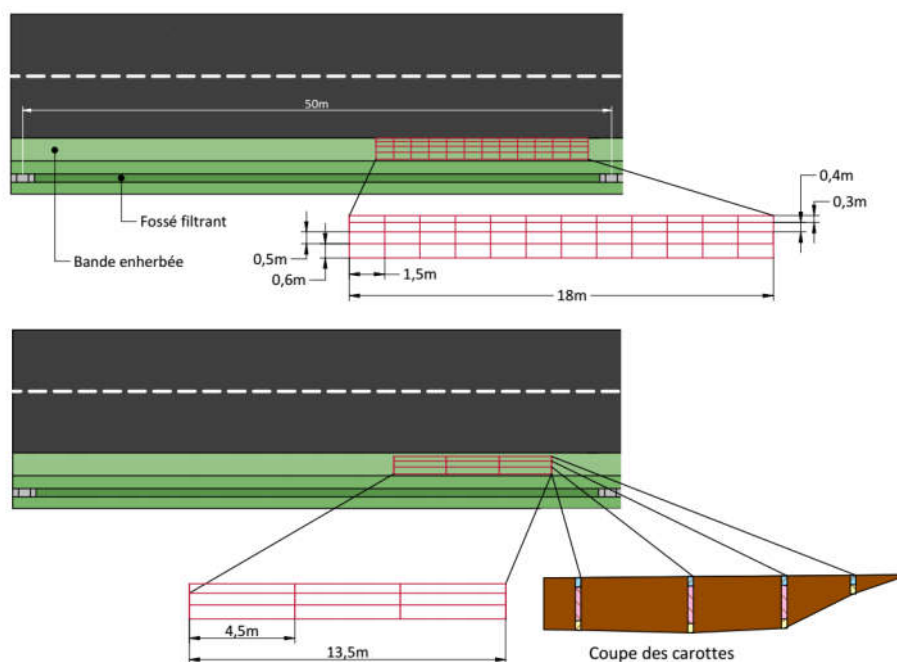 50m
Fossé filtrant
Bande enherbée
0,4m
0,3m
0,5m
0,6m
1,5m
18m
4,5m
13,5m
Coupe des carottes